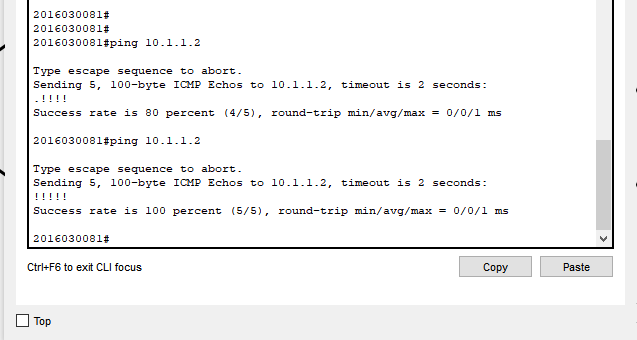 2016030081#
2016030081#
2016030081#ping 10.1.1.2
Type escape sequence to abort.
Sending 5, 100-byte ICMP Echos to 10.1.1.2, timeout is 2 seconds:
.!!!!
Success rate is 80 percent (4/5), round-trip min/avg/max = 0/0/1 ms
2016030081#ping 10.1.1.2
Type escape sequence to abort.
Sending 5, 100-byte ICMP Echos to 10.1.1.2, timeout is 2 seconds:
!!!!!
Success rate is 100 percent (5/5), round-trip min/avg/max = 0/0/1 ms
2016030081#
Ctrl+F6 to exit CLI focus
Copy
Paste
Top